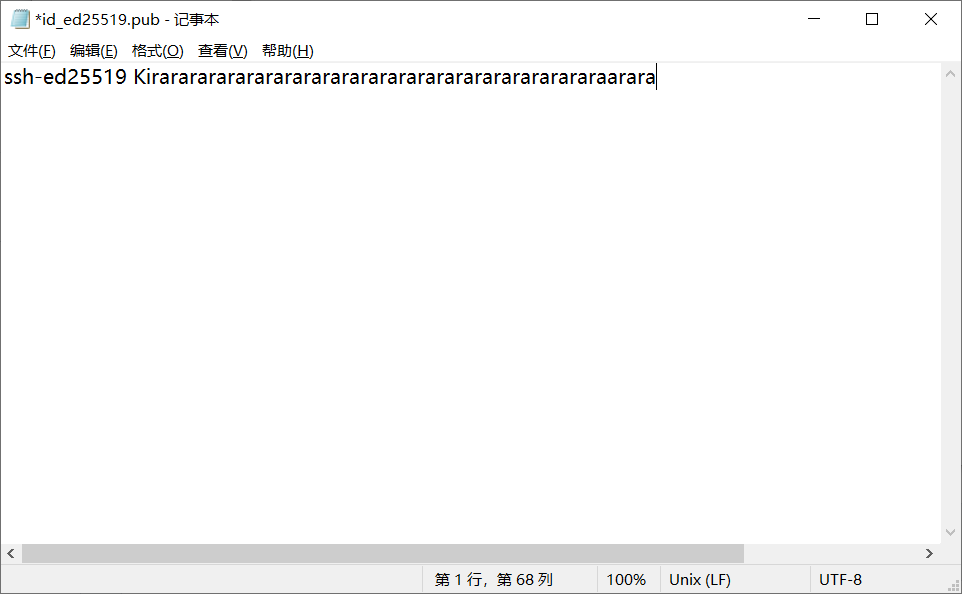 *id_ed25519.pub - 记事本
文件(F) 编辑(E) 格式(O) 查看(V) 帮助(H)
ssh-ed25519 Kirararararararararararararararararararararararararaarara
第 1 行，第 68 列 100% Unix (LF) UTF-8